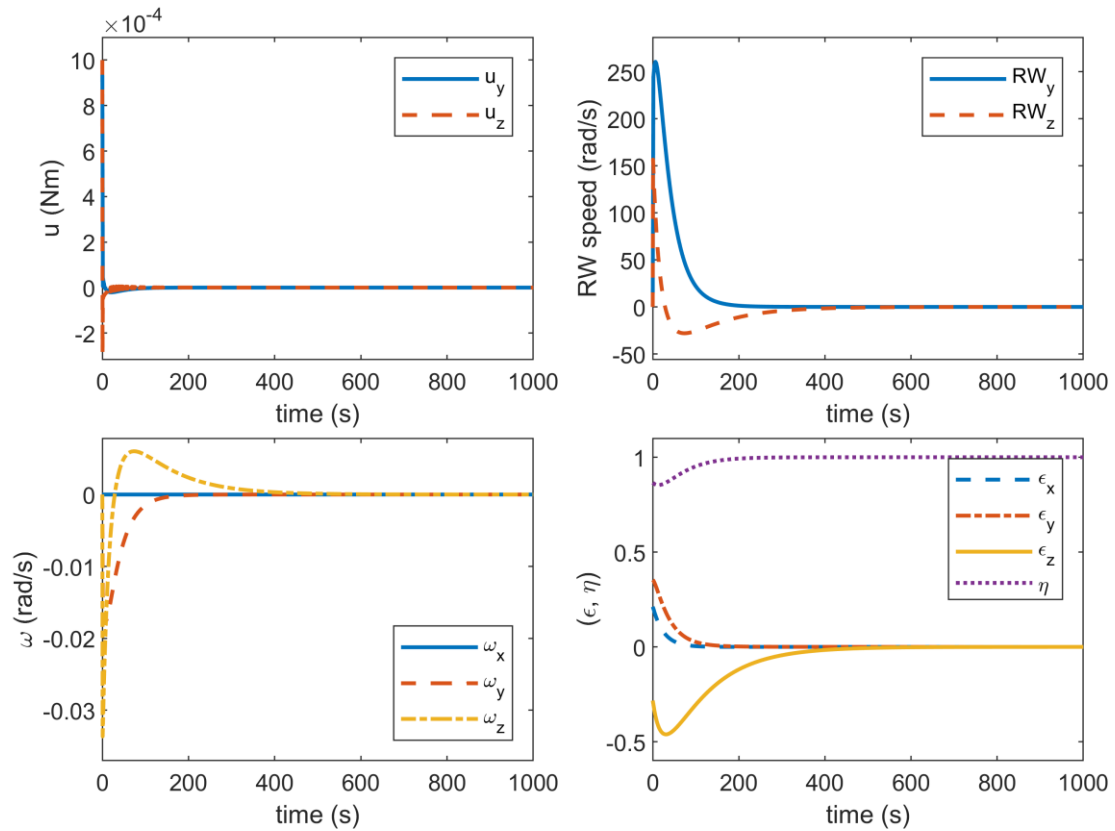 ×10⁻⁴
u (Nm)
10
8
6
4
2
0
-2
u_y
u_z
0 200 400 600 800 1000
time (s)
RW speed (rad/s)
250
200
150
100
50
0
-50
RW_y
RW_z
0 200 400 600 800 1000
time (s)
ω (rad/s)
0
-0.01
-0.02
-0.03
ω_x
ω_y
ω_z
0 200 400 600 800 1000
time (s)
(ϵ, η)
1
0.5
0
-0.5
ϵ_x
ϵ_y
ϵ_z
η
0 200 400 600 800 1000
time (s)